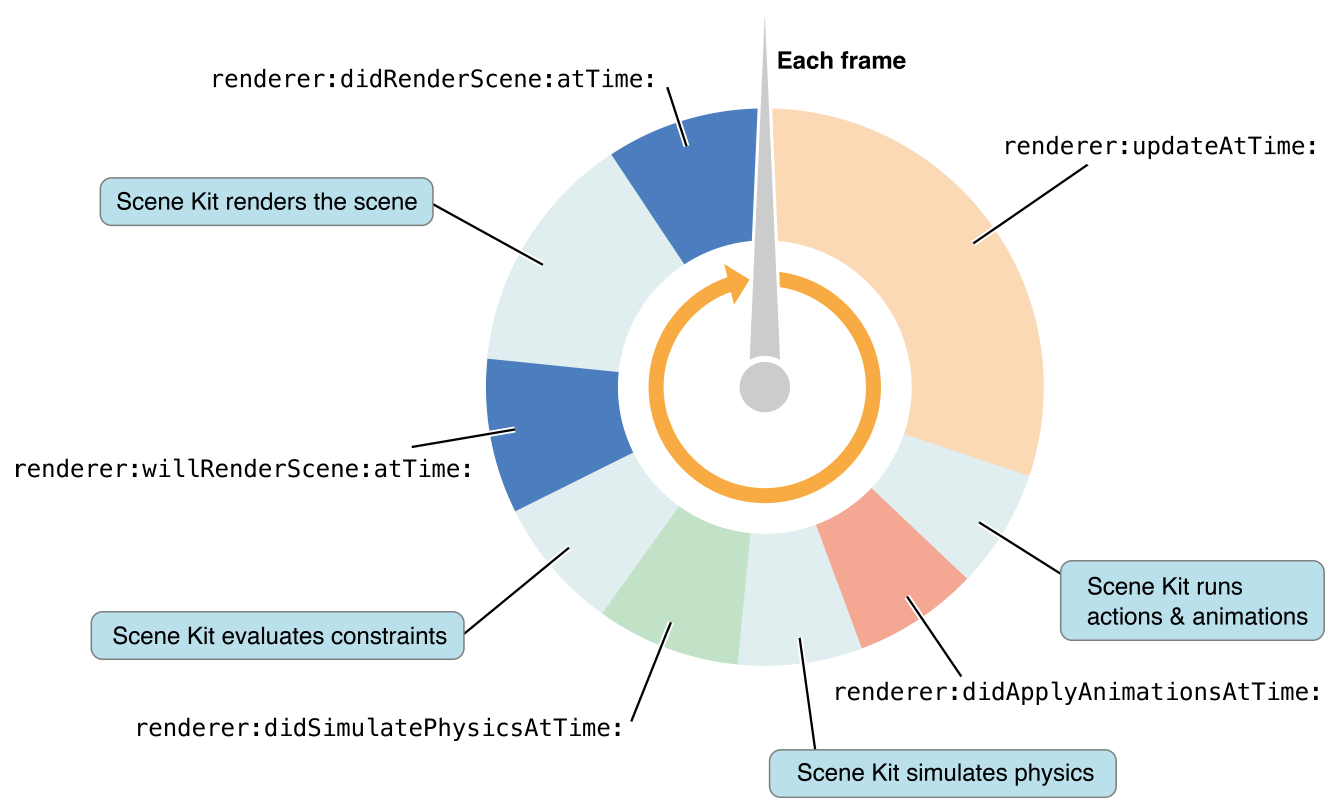 Each frame
renderer:didRenderScene:atTime:
renderer:updateAtTime:
Scene Kit renders the scene
renderer:willRenderScene:atTime:
Scene Kit runs
actions & animations
Scene Kit evaluates constraints
renderer:didApplyAnimationsAtTime:
renderer:didSimulatePhysicsAtTime:
Scene Kit simulates physics